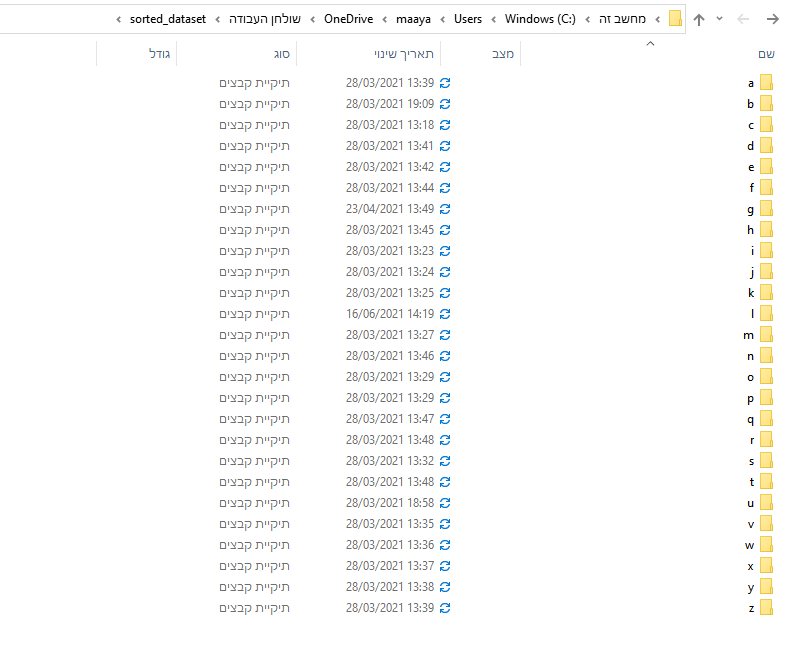 מחשב זה › Windows (C:) › Users › maaya › OneDrive › שולחן העבודה › sorted_dataset ›
שם מצב תאריך שינוי סוג גודל
a 28/03/2021 13:39 תיקיית קבצים
b 28/03/2021 19:09 תיקיית קבצים
c 28/03/2021 13:18 תיקיית קבצים
d 28/03/2021 13:41 תיקיית קבצים
e 28/03/2021 13:42 תיקיית קבצים
f 28/03/2021 13:44 תיקיית קבצים
g 23/04/2021 13:49 תיקיית קבצים
h 28/03/2021 13:45 תיקיית קבצים
i 28/03/2021 13:23 תיקיית קבצים
j 28/03/2021 13:24 תיקיית קבצים
k 28/03/2021 13:25 תיקיית קבצים
l 16/06/2021 14:19 תיקיית קבצים
m 28/03/2021 13:27 תיקיית קבצים
n 28/03/2021 13:46 תיקיית קבצים
o 28/03/2021 13:29 תיקיית קבצים
p 28/03/2021 13:29 תיקיית קבצים
q 28/03/2021 13:47 תיקיית קבצים
r 28/03/2021 13:48 תיקיית קבצים
s 28/03/2021 13:32 תיקיית קבצים
t 28/03/2021 13:48 תיקיית קבצים
u 28/03/2021 18:58 תיקיית קבצים
v 28/03/2021 13:35 תיקיית קבצים
w 28/03/2021 13:36 תיקיית קבצים
x 28/03/2021 13:37 תיקיית קבצים
y 28/03/2021 13:38 תיקיית קבצים
z 28/03/2021 13:39 תיקיית קבצים